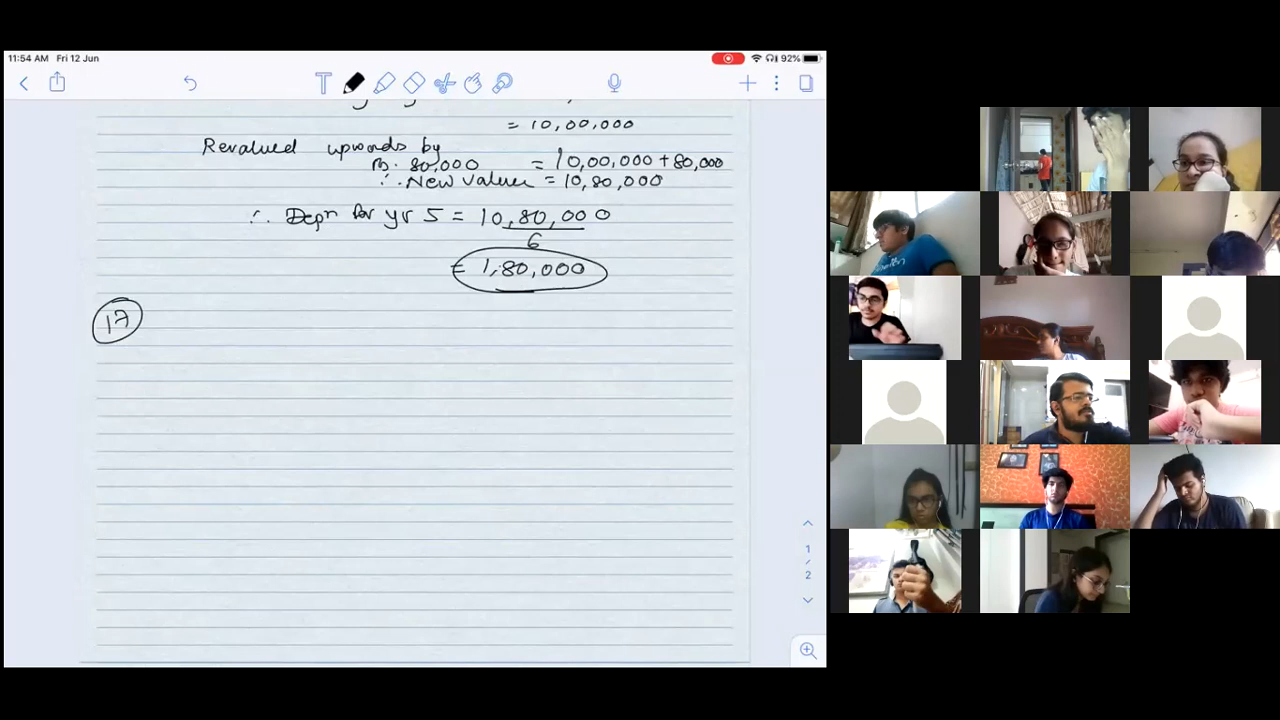 11:54 AM Fri 12 Jun
92%
T
= 10,00,000
Revalued upwards by
Rs. 80,000 = 10,00,000 + 80,000
∴ New value = 10,80,000
∴ Depn for yr 5 = 10,80,000
6
= 1,80,000
17
1
2